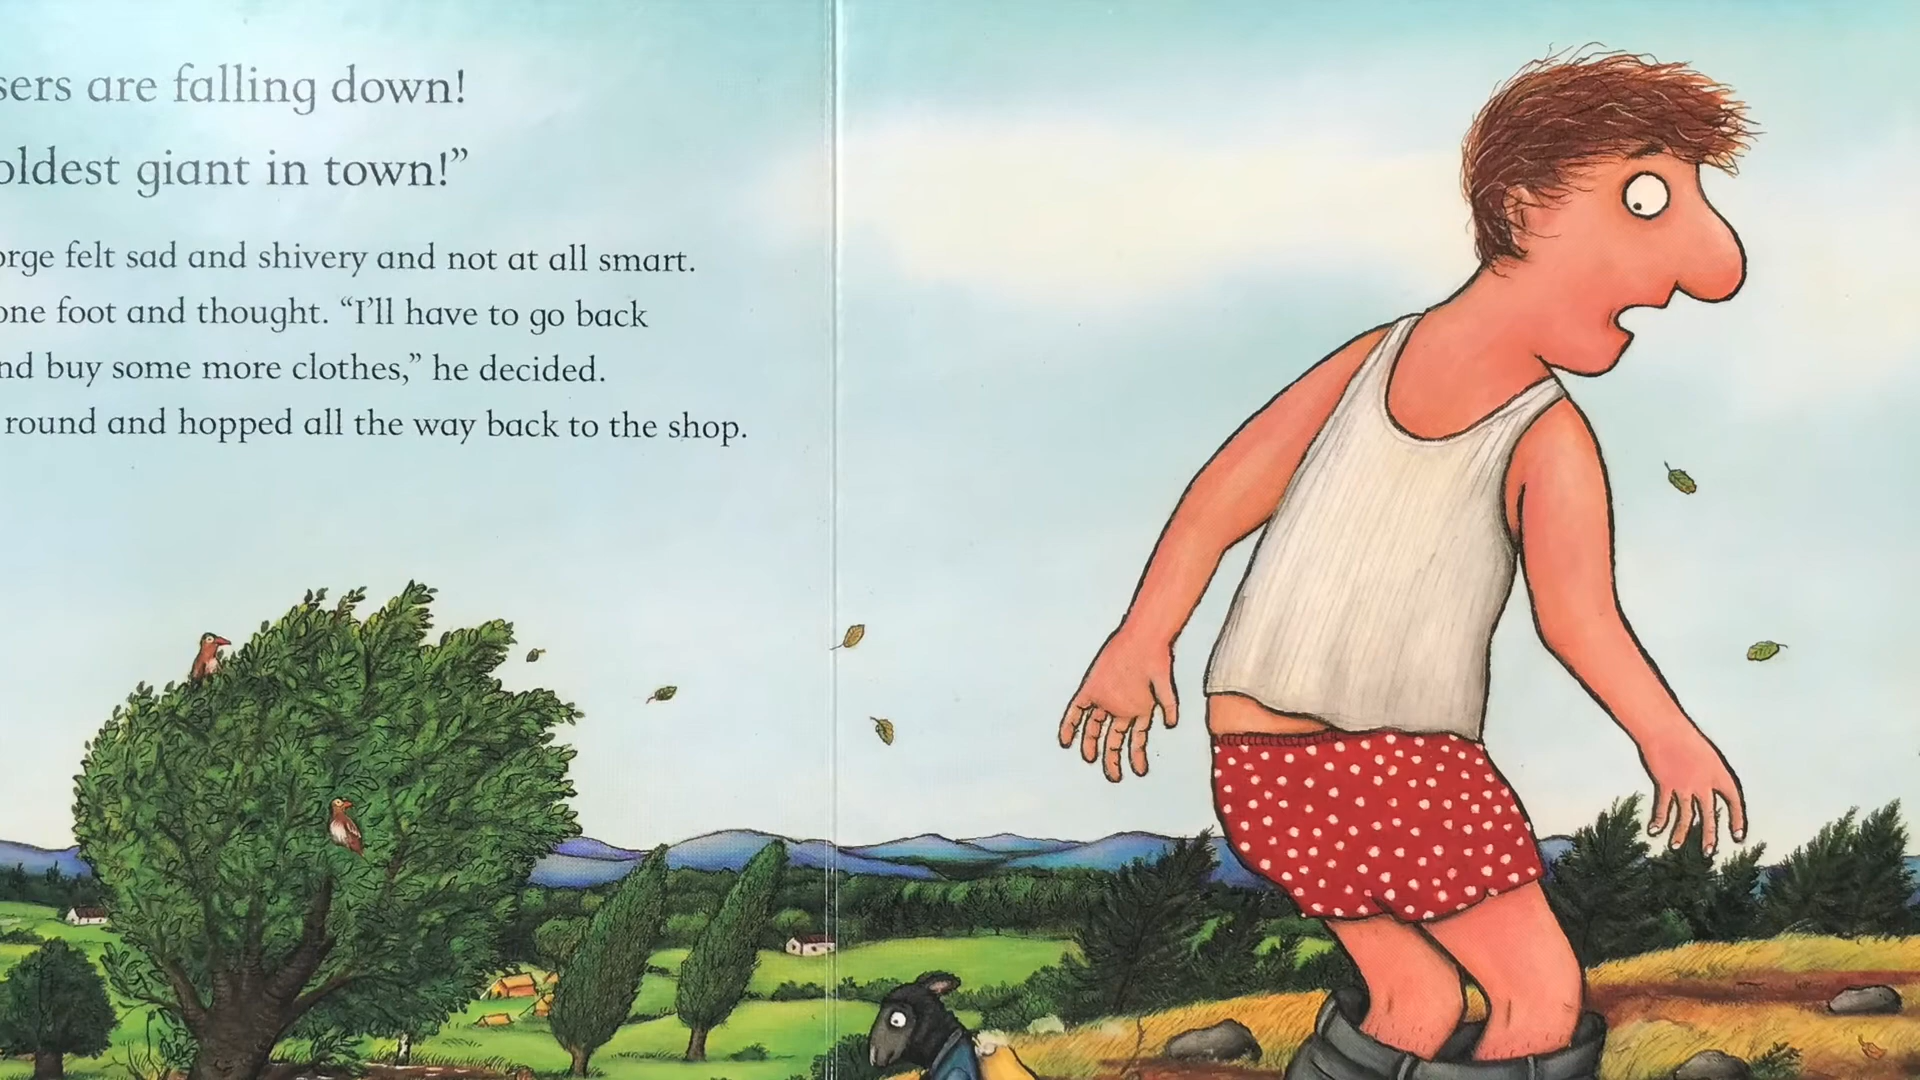 sers are falling down!
oldest giant in town!”
orge felt sad and shivery and not at all smart.
one foot and thought. “I’ll have to go back
nd buy some more clothes,” he decided.
round and hopped all the way back to the shop.